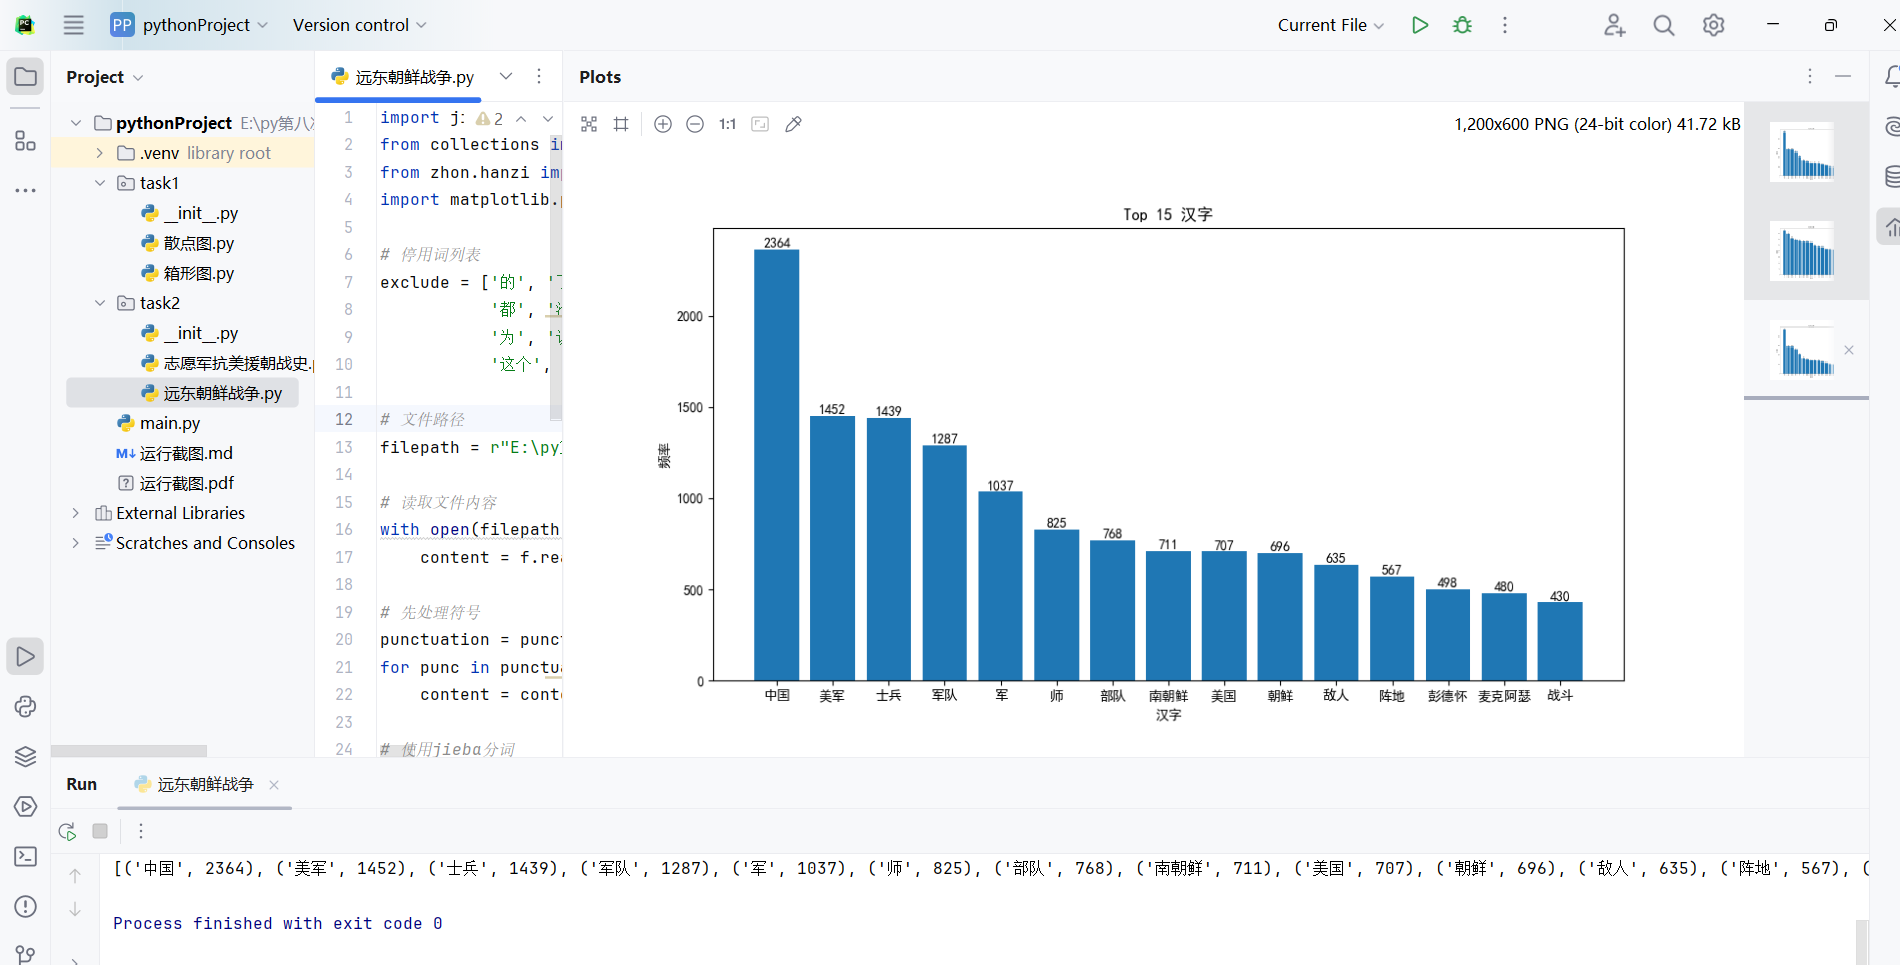 PC PP pythonProject Version control Current File
Project
pythonProject E:\py第八
.venv library root
task1
__init__.py
散点图.py
箱形图.py
task2
__init__.py
志愿军抗美援朝战史.
远东朝鲜战争.py
main.py
M↓ 运行截图.md
? 运行截图.pdf
External Libraries
Scratches and Consoles
远东朝鲜战争.py
1 import j 2
2 from collections i
3 from zhon.hanzi im
4 import matplotlib.
5
6 # 停用词列表
7 exclude = ['的', '
8 '都', '
9 '为', '
10 '这个',
11
12 # 文件路径
13 filepath = r"E:\py
14
15 # 读取文件内容
16 with open(filepath
17 content = f.rea
18
19 # 先处理符号
20 punctuation = punc
21 for punc in punctua
22 content = conte
23
24 # 使用jieba分词
Plots
1:1
1,200x600 PNG (24-bit color) 41.72 kB
Top 15 汉字
频率
2000
1500
1000
500
0
2364 1452 1439 1287 1037 825 768 711 707 696 635 567 498 480 430
中国 美军 士兵 军队 军 师 部队 南朝鲜 美国 朝鲜 敌人 阵地 彭德怀 麦克阿瑟 战斗
汉字
Run 远东朝鲜战争
[('中国', 2364), ('美军', 1452), ('士兵', 1439), ('军队', 1287), ('军', 1037), ('师', 825), ('部队', 768), ('南朝鲜', 711), ('美国', 707), ('朝鲜', 696), ('敌人', 635), ('阵地', 567), (
Process finished with exit code 0